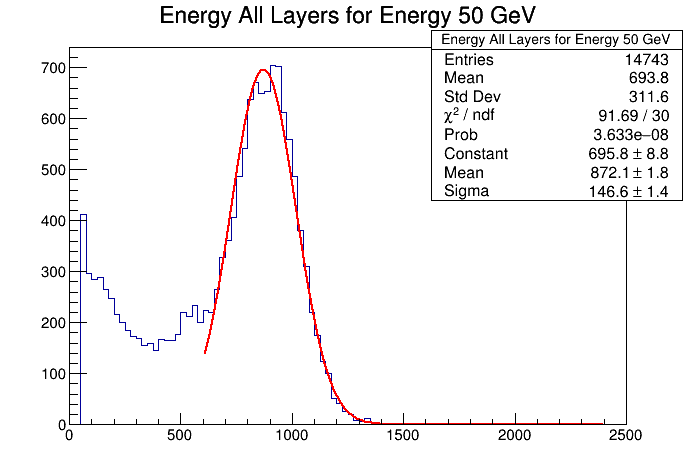 Energy All Layers for Energy 50 GeV
Energy All Layers for Energy 50 GeV
Entries 14743
Mean 693.8
Std Dev 311.6
χ² / ndf 91.69 / 30
Prob 3.633e−08
Constant 695.8 ± 8.8
Mean 872.1 ± 1.8
Sigma 146.6 ± 1.4
700
600
500
400
300
200
100
0
0 500 1000 1500 2000 2500